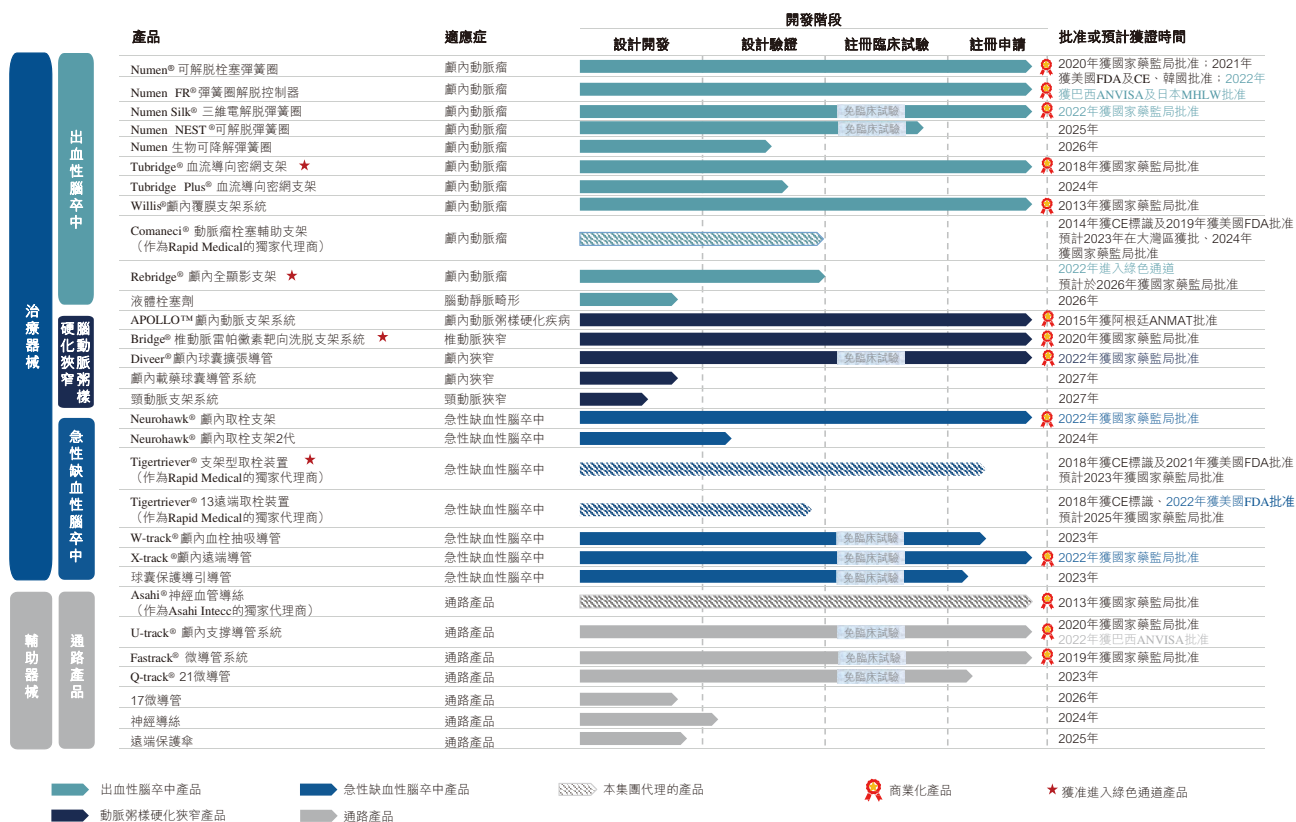 開發階段
產品 適應症 設計開發 設計驗證 註冊臨床試驗 註冊申請 批准或預計獲證時間
治療器械
出血性腦卒中
Numen® 可解脫栓塞彈簧圈 顱內動脈瘤 2020年獲國家藥監局批准；2021年
獲美國FDA及CE、韓國批准；2022年
Numen FR®彈簧圈解脫控制器 顱內動脈瘤 獲巴西ANVISA及日本MHLW批准
Numen Silk® 三維電解脫彈簧圈 顱內動脈瘤 免臨床試驗 2022年獲國家藥監局批准
Numen NEST®可解脫彈簧圈 顱內動脈瘤 免臨床試驗 2025年
Numen 生物可降解彈簧圈 顱內動脈瘤 2026年
Tubridge® 血流導向密網支架 ★ 顱內動脈瘤 2018年獲國家藥監局批准
Tubridge Plus® 血流導向密網支架 顱內動脈瘤 2024年
Willis®顱內覆膜支架系統 顱內動脈瘤 2013年獲國家藥監局批准
Comaneci® 動脈瘤栓塞輔助支架
（作為Rapid Medical的獨家代理商） 顱內動脈瘤 2014年獲CE標識及2019年獲美國FDA批准
預計2023年在大灣區獲批、2024年
獲國家藥監局批准
Rebridge® 顱內全顯影支架 ★ 顱內動脈瘤 2022年進入綠色通道
預計於2026年獲國家藥監局批准
液體栓塞劑 腦動靜脈畸形 2026年
腦動脈粥樣
硬化狹窄
APOLLO™ 顱內動脈支架系統 顱內動脈粥樣硬化疾病 2015年獲阿根廷ANMAT批准
Bridge® 椎動脈雷帕黴素靶向洗脱支架系統 ★ 椎動脈狹窄 2020年獲國家藥監局批准
Diveer®顱內球囊擴張導管 顱內狹窄 免臨床試驗 2022年獲國家藥監局批准
顱內載藥球囊導管系統 顱內狹窄 2027年
頸動脈支架系統 頸動脈狹窄 2027年
急性缺血性腦卒中
Neurohawk® 顱內取栓支架 急性缺血性腦卒中 2022年獲國家藥監局批准
Neurohawk® 顱內取栓支架2代 急性缺血性腦卒中 2024年
Tigertriever® 支架型取栓装置 ★
（作為Rapid Medical的獨家代理商） 急性缺血性腦卒中 2018年獲CE標識及2021年獲美國FDA批准
預計2023年獲國家藥監局批准
Tigertriever® 13遠端取栓裝置
（作為Rapid Medical的獨家代理商） 急性缺血性腦卒中 2018年獲CE標識、2022年獲美國FDA批准
預計2025年獲國家藥監局批准
W-track®顱內血栓抽吸導管 急性缺血性腦卒中 免臨床試驗 2023年
X-track®顱內遠端導管 急性缺血性腦卒中 免臨床試驗 2022年獲國家藥監局批准
球囊保護導引導管 急性缺血性腦卒中 免臨床試驗 2023年
輔助器械
通路產品
Asahi®神經血管導絲
（作為Asahi Intecc的獨家代理商） 通路產品 2013年獲國家藥監局批准
U-track® 顱內支撐導管系統 通路產品 免臨床試驗 2020年獲國家藥監局批准
2022年獲巴西ANVISA批准
Fastrack® 微導管系統 通路產品 免臨床試驗 2019年獲國家藥監局批准
Q-track® 21微導管 通路產品 免臨床試驗 2023年
17微導管 通路產品 2026年
神經導絲 通路產品 2024年
遠端保護傘 通路產品 2025年
出血性腦卒中產品 急性缺血性腦卒中產品 本集團代理的產品 商業化產品 ★獲准進入綠色通道產品
動脈粥樣硬化狹窄產品 通路產品